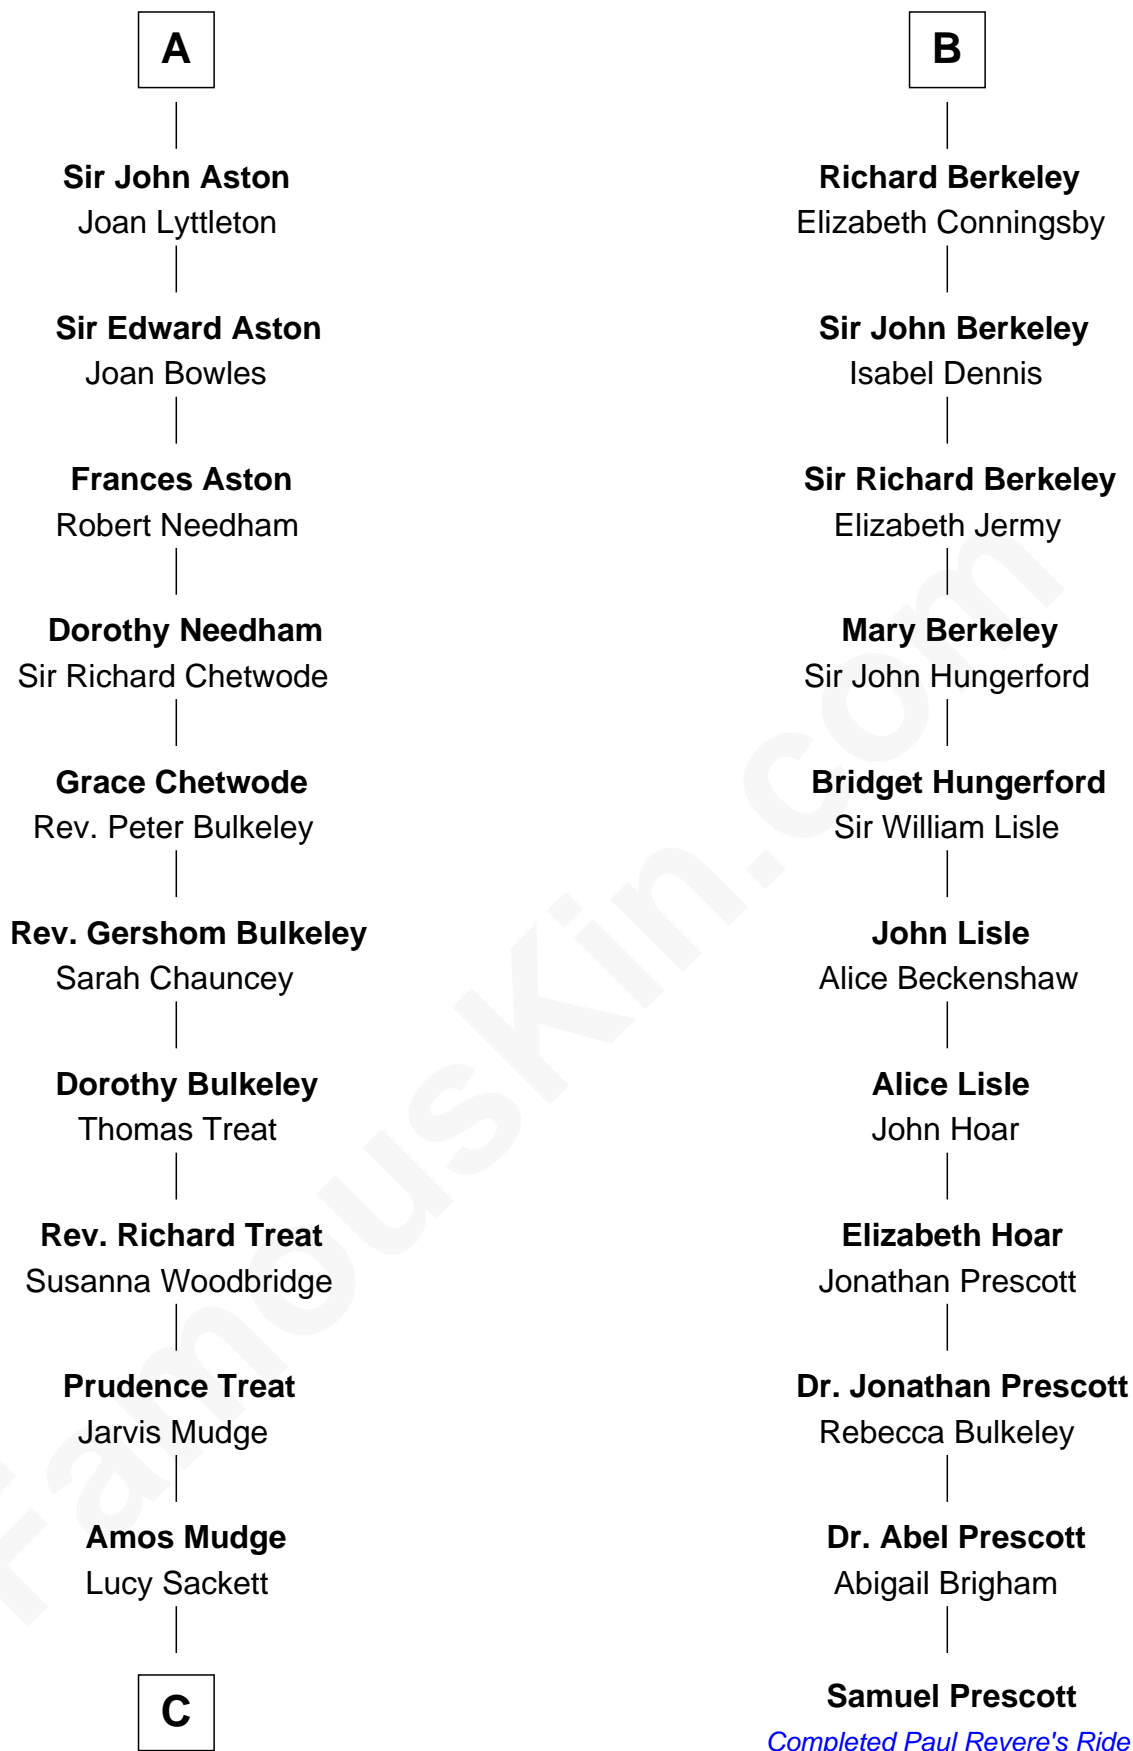 A
Sir John Aston
Joan Lyttleton
Sir Edward Aston
Joan Bowles
Frances Aston
Robert Needham
Dorothy Needham
Sir Richard Chetwode
Grace Chetwode
Rev. Peter Bulkeley
Rev. Gershom Bulkeley
Sarah Chauncey
Dorothy Bulkeley
Thomas Treat
Rev. Richard Treat
Susanna Woodbridge
Prudence Treat
Jarvis Mudge
Amos Mudge
Lucy Sackett
C
B
Richard Berkeley
Elizabeth Conningsby
Sir John Berkeley
Isabel Dennis
Sir Richard Berkeley
Elizabeth Jermy
Mary Berkeley
Sir John Hungerford
Bridget Hungerford
Sir William Lisle
John Lisle
Alice Beckenshaw
Alice Lisle
John Hoar
Elizabeth Hoar
Jonathan Prescott
Dr. Jonathan Prescott
Rebecca Bulkeley
Dr. Abel Prescott
Abigail Brigham
Samuel Prescott
Completed Paul Revere's Ride
FamousKin.com